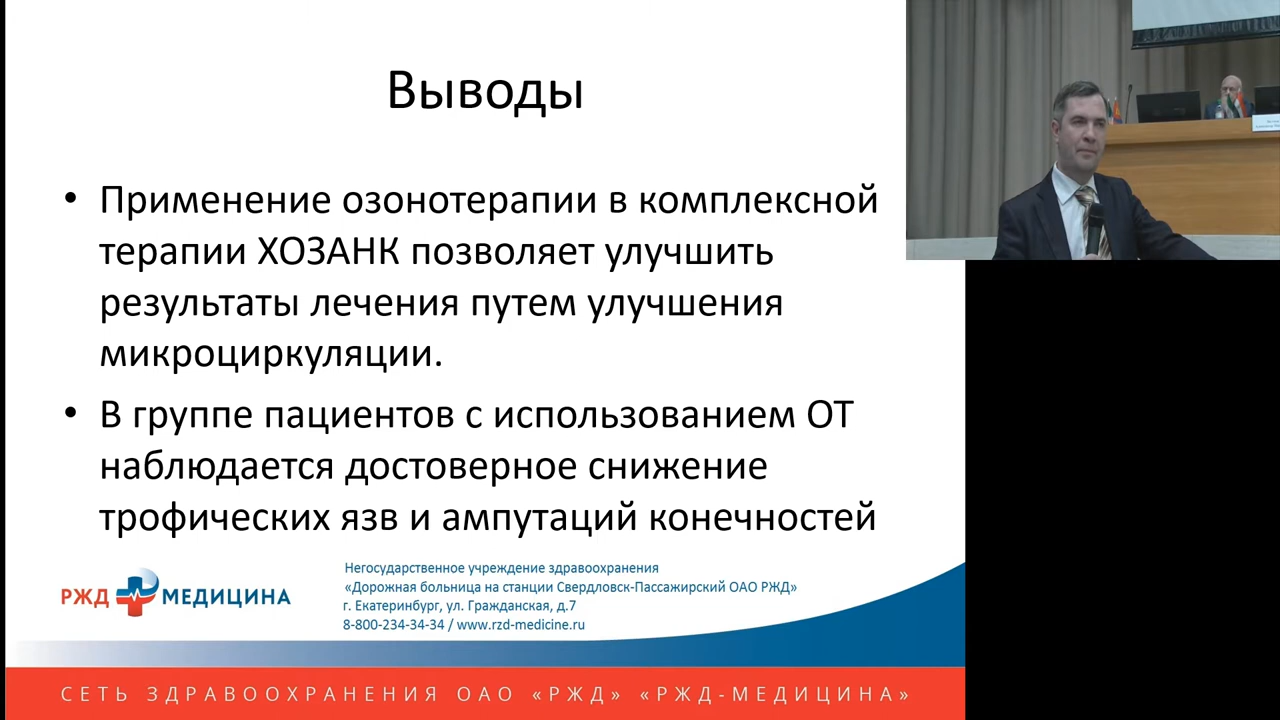 Выводы
• Применение озонотерапии в комплексной
терапии ХОЗАНК позволяет улучшить
результаты лечения путем улучшения
микроциркуляции.
• В группе пациентов с использованием ОТ
наблюдается достоверное снижение
трофических язв и ампутаций конечностей
РЖД МЕДИЦИНА
Негосударственное учреждение здравоохранения
«Дорожная больница на станции Свердловск-Пассажирский ОАО РЖД»
г. Екатеринбург, ул. Гражданская, д.7
8-800-234-34-34 / www.rzd-medicine.ru
СЕТЬ ЗДРАВООХРАНЕНИЯ ОАО «РЖД» «РЖД-МЕДИЦИНА»